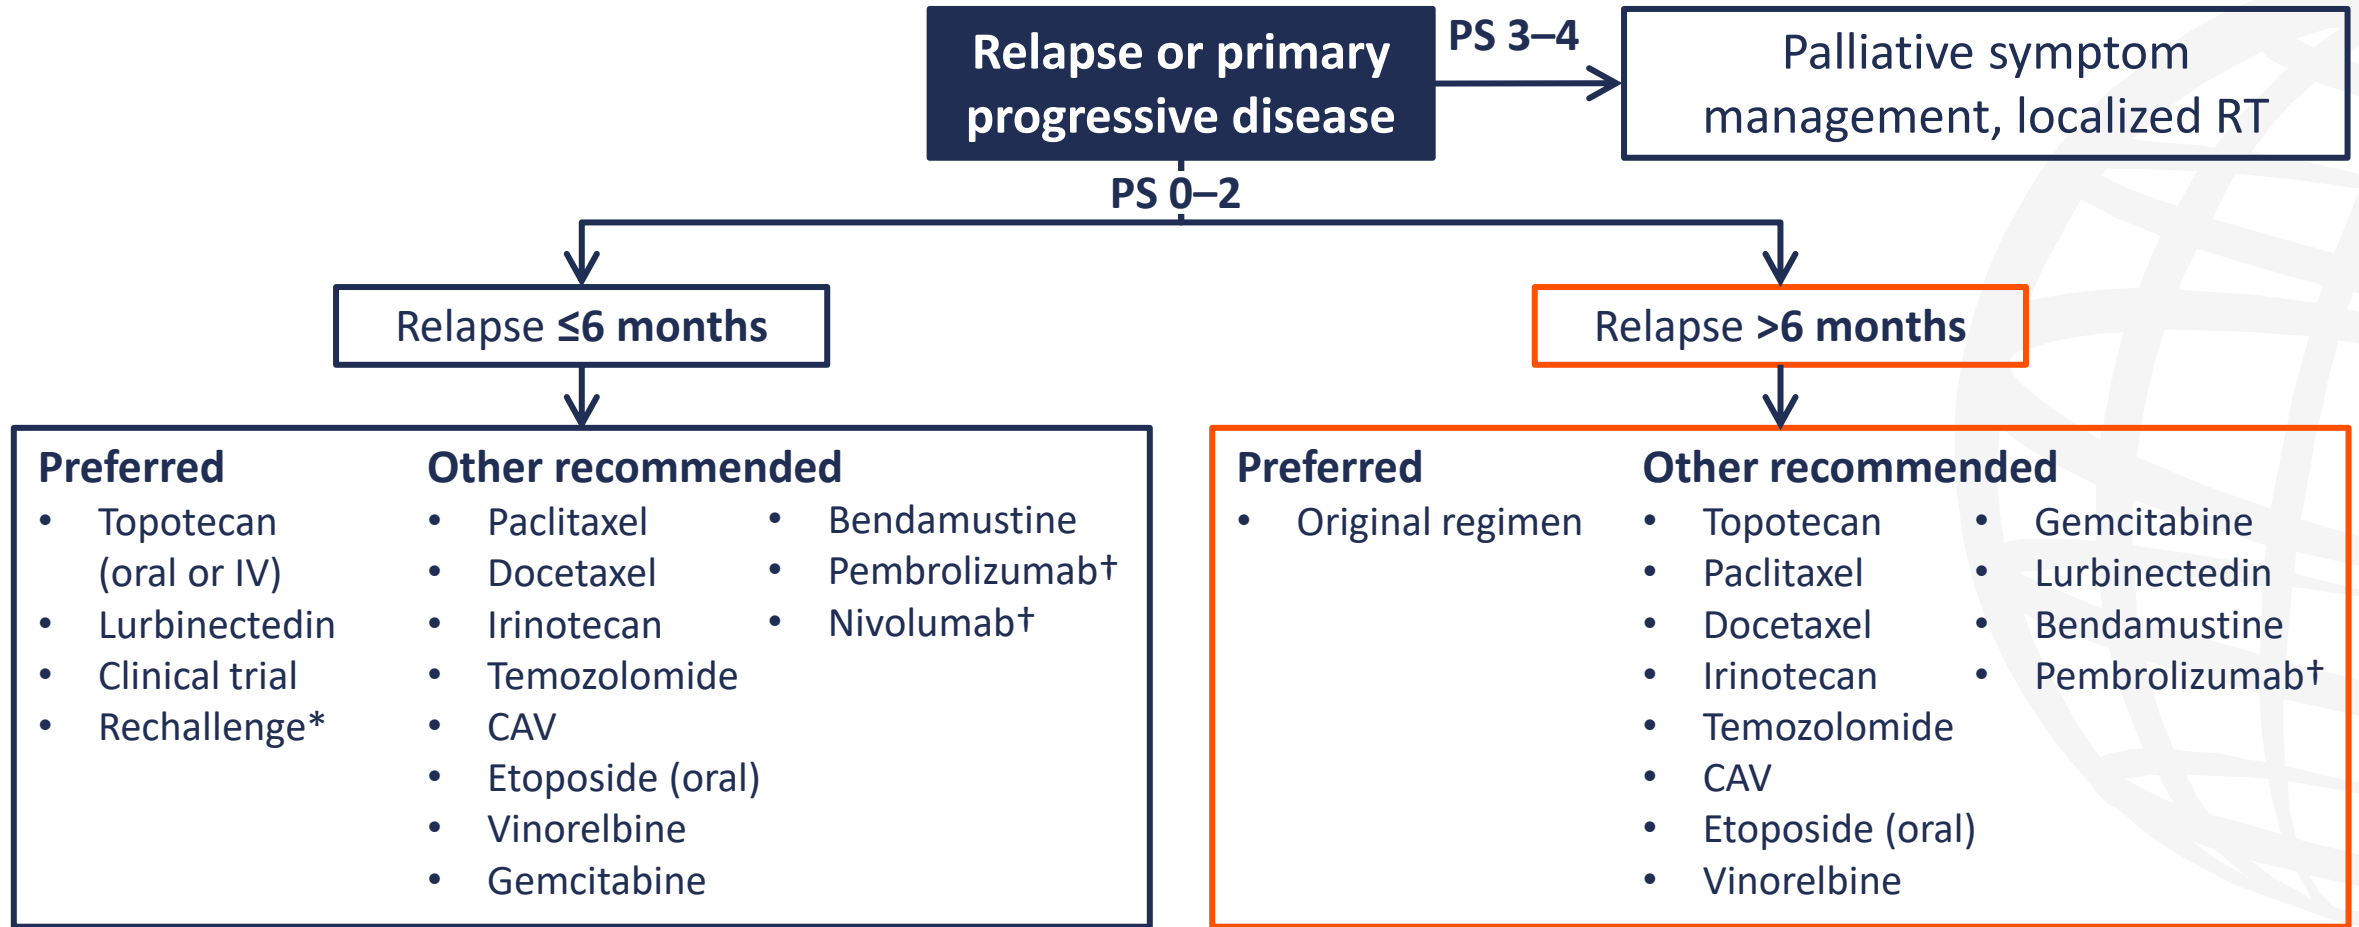 Relapse or primary
progressive disease
PS 3–4
Palliative symptom
management, localized RT
PS 0–2
Relapse ≤6 months
Relapse >6 months
Preferred
• Topotecan
(oral or IV)
• Lurbinectedin
• Clinical trial
• Rechallenge*
Other recommended
• Paclitaxel
• Docetaxel
• Irinotecan
• Temozolomide
• CAV
• Etoposide (oral)
• Vinorelbine
• Gemcitabine
• Bendamustine
• Pembrolizumab†
• Nivolumab†
Preferred
• Original regimen
Other recommended
• Topotecan
• Paclitaxel
• Docetaxel
• Irinotecan
• Temozolomide
• CAV
• Etoposide (oral)
• Vinorelbine
• Gemcitabine
• Lurbinectedin
• Bendamustine
• Pembrolizumab†